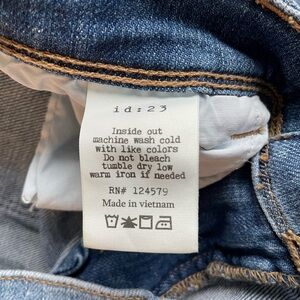 id:23
Inside out
machine wash cold
with like colors
Do not bleach
tumble dry low
warm iron if needed
RN# 124579
Made in vietnam